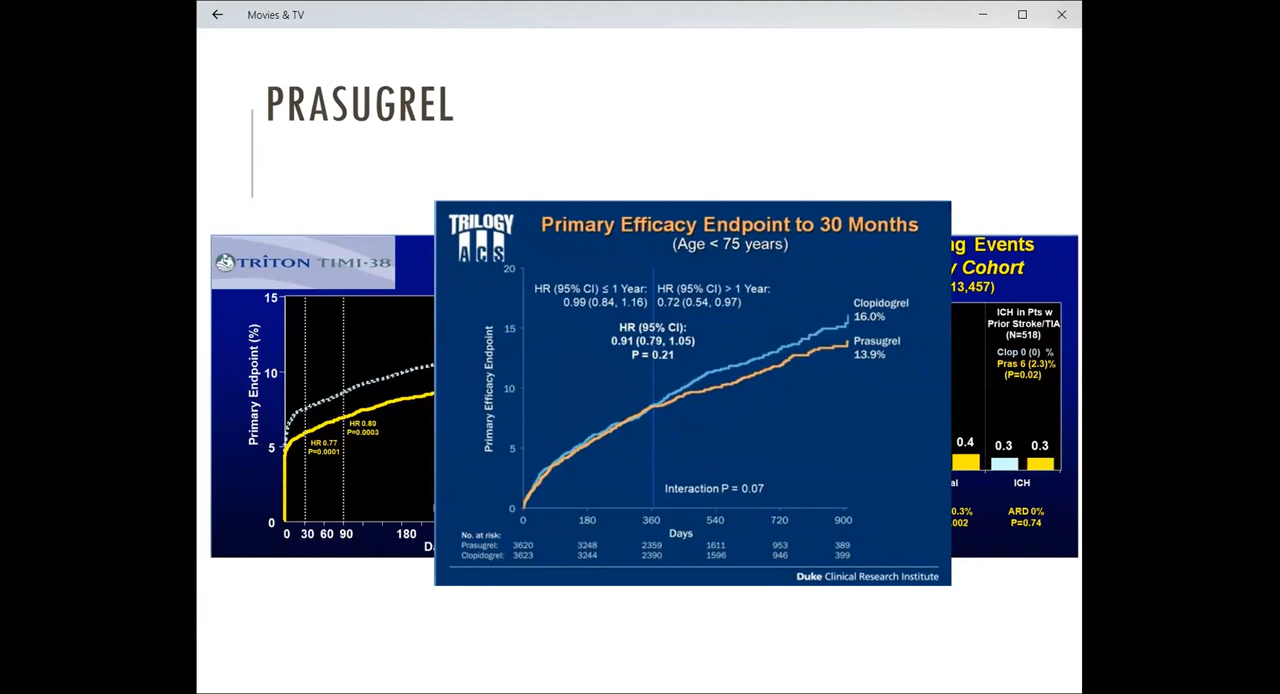 Movies & TV
PRASUGREL
TRITON TIMI-38
Primary Endpoint (%)
15
10
5
0
HR 0.77
P=0.0001
HR 0.80
P=0.0003
0 30 60 90 180
TRILOGY
ACS
Primary Efficacy Endpoint to 30 Months
(Age < 75 years)
Primary Efficacy Endpoint
20
15
10
5
0
HR (95% CI) ≤ 1 Year:
0.99 (0.84, 1.16)
HR (95% CI) > 1 Year:
0.72 (0.54, 0.97)
HR (95% CI):
0.91 (0.79, 1.05)
P = 0.21
Clopidogrel
16.0%
Prasugrel
13.9%
Interaction P = 0.07
0 180 360 540 720 900
Days
No. at risk:
Prasugrel: 3620 3248 2359 1611 953 389
Clopidogrel: 3623 3244 2390 1596 946 399
Duke Clinical Research Institute
Events
Cohort
13,457)
ICH in Pts w
Prior Stroke/TIA
(N=518)
Clop 0 (0) %
Pras 6 (2.3)%
(P=0.02)
0.4 0.3 0.3
ICH
0.3% ARD 0%
002 P=0.74